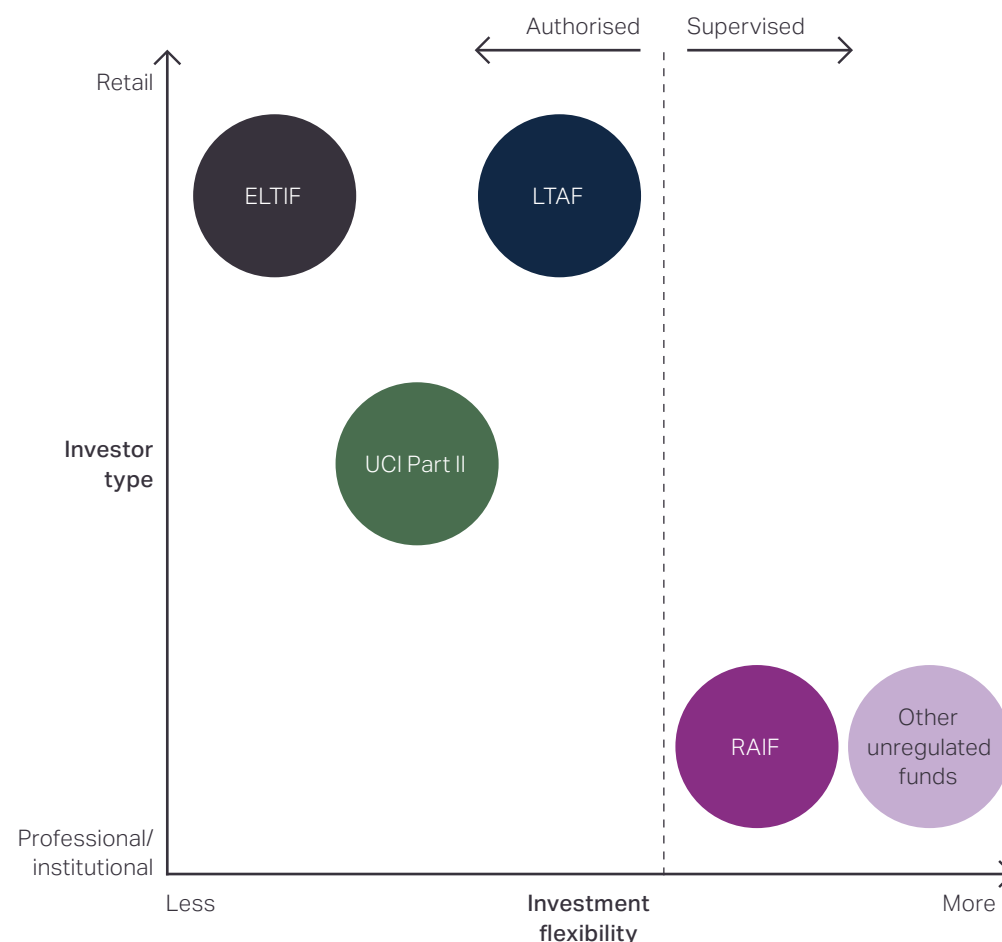 Authorised
Supervised
Retail
ELTIF
LTAF
Investor
type
UCI Part II
RAIF
Other
unregulated
funds
Professional/
institutional
Less
Investment
flexibility
More